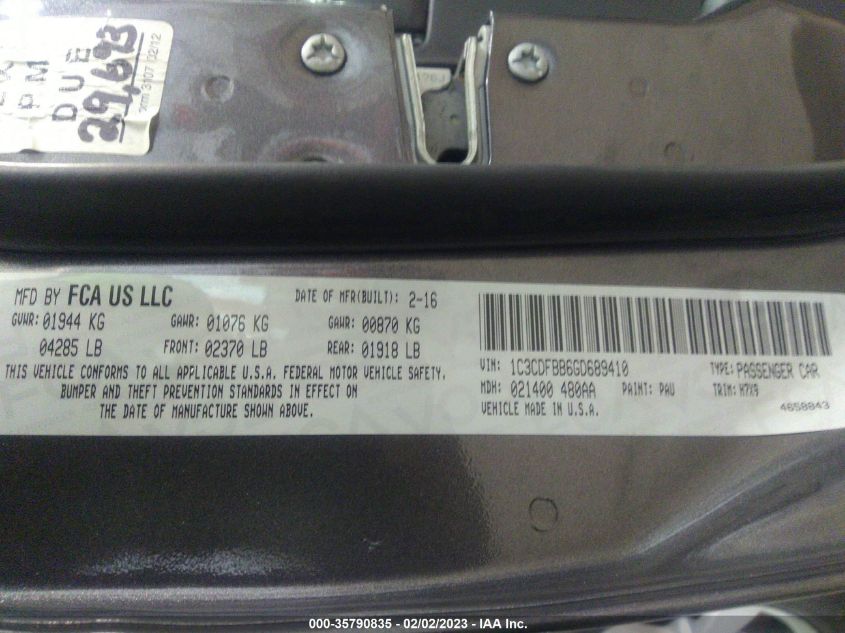 PM
DUE
29,693
3107 02/12
MFD BY FCA US LLC
DATE OF MFR(BUILT): 2-16
GVWR: 01944 KG
GAWR: 01076 KG
GAWR: 00870 KG
04285 LB
FRONT: 02370 LB
REAR: 01918 LB
THIS VEHICLE CONFORMS TO ALL APPLICABLE U.S.A. FEDERAL MOTOR VEHICLE SAFETY,
BUMPER AND THEFT PREVENTION STANDARDS IN EFFECT ON
THE DATE OF MANUFACTURE SHOWN ABOVE.
VIN: 1C3CDFBB6GD689410
TYPE: PASSENGER CAR
MDH: 021400 480AA
PAINT: PAU
TRIM: H7X9
VEHICLE MADE IN U.S.A.
4658843
000-35790835 - 02/02/2023 - IAA Inc.